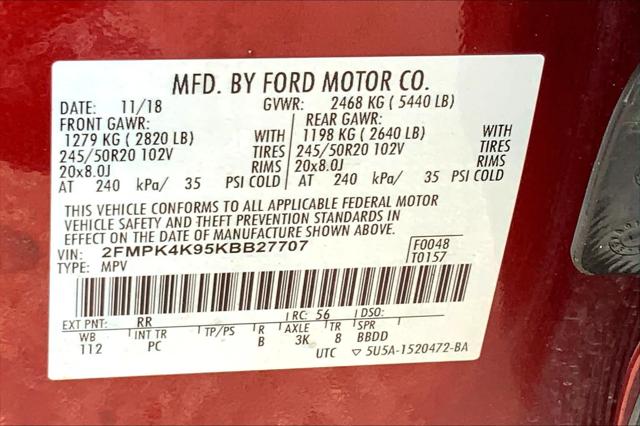 MFD. BY FORD MOTOR CO.
DATE: 11/18 GVWR: 2468 KG ( 5440 LB)
FRONT GAWR: REAR GAWR:
1279 KG ( 2820 LB) WITH 1198 KG ( 2640 LB) WITH
245/50R20 102V TIRES 245/50R20 102V TIRES
20x8.0J RIMS 20x8.0J RIMS
AT 240 kPa/ 35 PSI COLD AT 240 kPa/ 35 PSI COLD
THIS VEHICLE CONFORMS TO ALL APPLICABLE FEDERAL MOTOR
VEHICLE SAFETY AND THEFT PREVENTION STANDARDS IN
EFFECT ON THE DATE OF MANUFACTURE SHOWN ABOVE.
VIN: 2FMPK4K95KBB27707 F0048
TYPE: MPV T0157
EXT PNT: RR RC: 56 DSO:
WB INT TR TP/PS R AXLE TR SPR
112 PC B 3K 8 BBDD
UTC ▽ 5U5A-1520472-BA